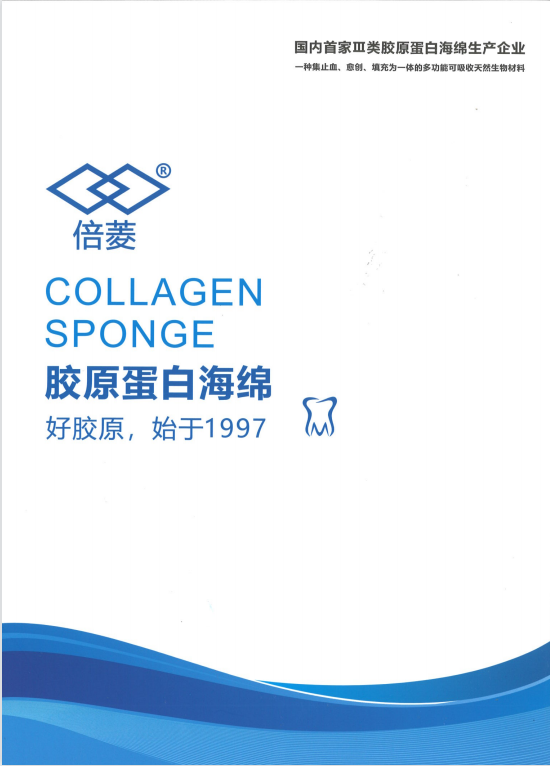 国内首家Ⅲ类胶原蛋白海绵生产企业
一种集止血、愈创、填充为一体的多功能可吸收天然生物材料
®
倍菱
COLLAGEN
SPONGE
胶原蛋白海绵
好胶原，始于1997